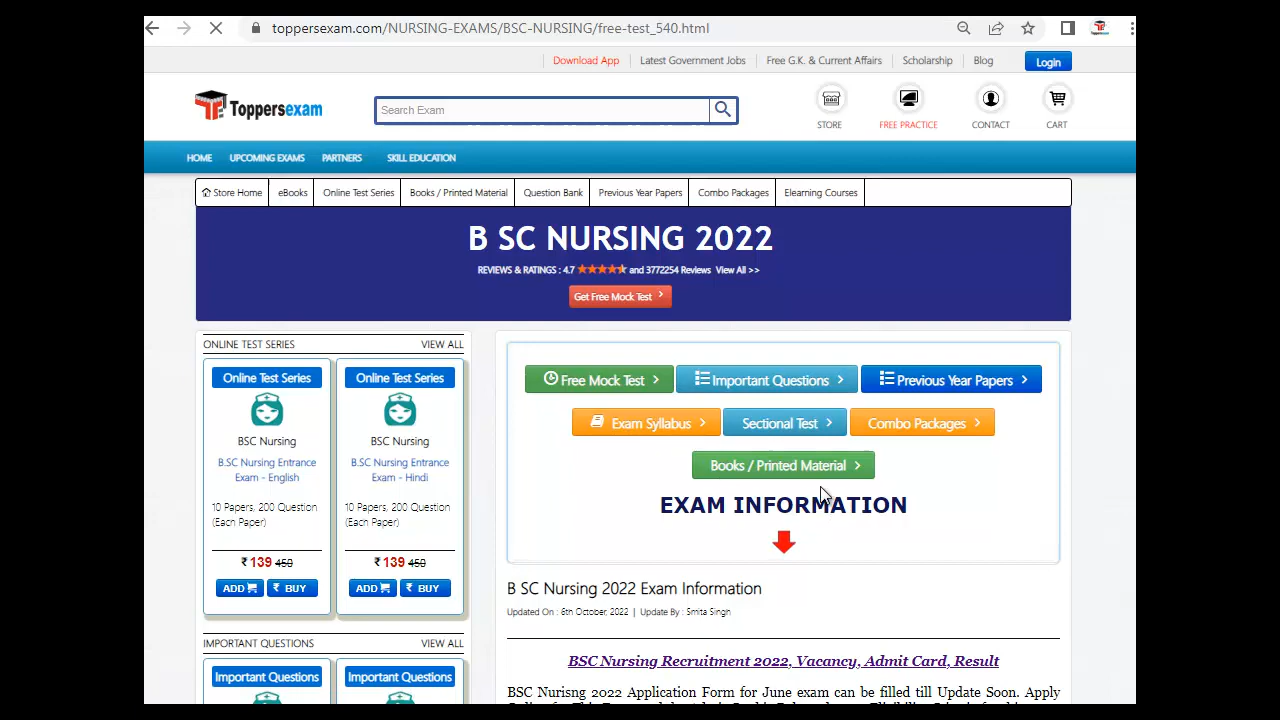 toppersexam.com/NURSING-EXAMS/BSC-NURSING/free-test_540.html
Download App Latest Government Jobs Free G.K. & Current Affairs Scholarship Blog Login
Toppersexam Search Exam
STORE FREE PRACTICE CONTACT CART
HOME UPCOMING EXAMS PARTNERS SKILL EDUCATION
Store Home eBooks Online Test Series Books / Printed Material Question Bank Previous Year Papers Combo Packages Elearning Courses
B SC NURSING 2022
REVIEWS & RATINGS : 4.7 and 3772254 Reviews View All >>
Get Free Mock Test
ONLINE TEST SERIES VIEW ALL
Online Test Series
BSC Nursing
B.SC Nursing Entrance
Exam - English
10 Papers, 200 Question
(Each Paper)
₹ 139 450
ADD ₹ BUY
Online Test Series
BSC Nursing
B.SC Nursing Entrance
Exam - Hindi
10 Papers, 200 Question
(Each Paper)
₹ 139 450
ADD ₹ BUY
IMPORTANT QUESTIONS VIEW ALL
Important Questions Important Questions
Free Mock Test Important Questions Previous Year Papers
Exam Syllabus Sectional Test Combo Packages
Books / Printed Material
EXAM INFORMATION
B SC Nursing 2022 Exam Information
Updated On : 6th October, 2022 | Update By : Smita Singh
BSC Nursing Recruitment 2022, Vacancy, Admit Card, Result
BSC Nurisng 2022 Application Form for June exam can be filled till Update Soon. Apply